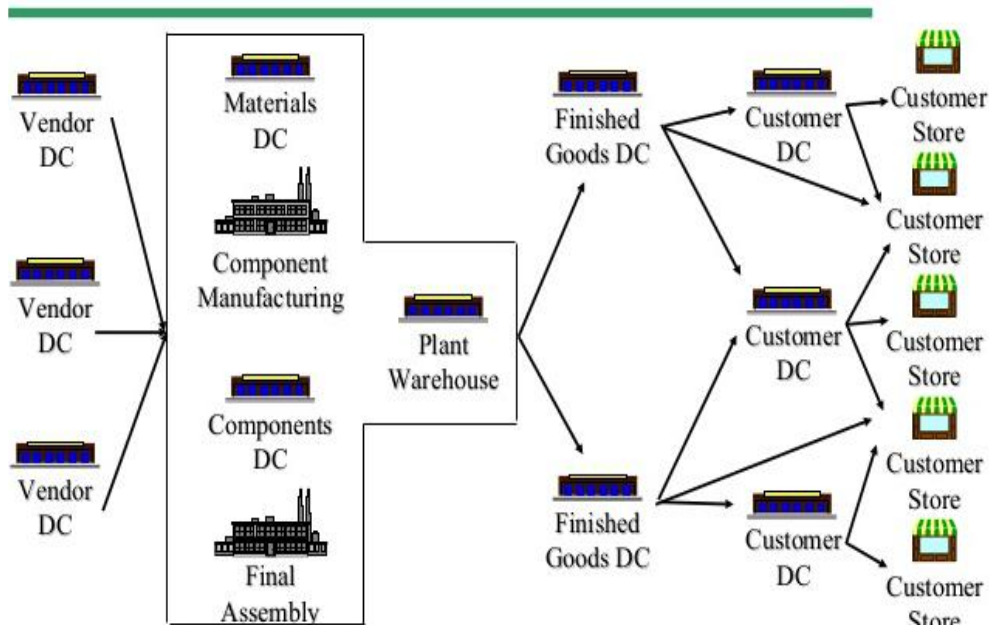 Vendor
DC
Vendor
DC
Vendor
DC
Materials
DC
Component
Manufacturing
Components
DC
Final
Assembly
Plant
Warehouse
Finished
Goods DC
Finished
Goods DC
Customer
DC
Customer
DC
Customer
DC
Customer
Store
Customer
Store
Customer
Store
Customer
Store
Customer
Store